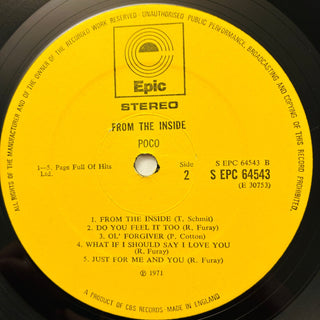 ALL RIGHTS OF THE MANUFACTURER AND OF THE OWNER OF THE RECORDED WORK RESERVED · UNAUTHORISED PUBLIC PERFORMANCE, BROADCASTING AND COPYING OF THIS RECORD PROHIBITED.
Epic
STEREO
FROM THE INSIDE
POCO
1—5. Page Full Of Hits
Ltd.
Side
2
S EPC 64543 B
S EPC 64543
(E 30753)
1 FROM THE INSIDE (T. Schmit)
2. DO YOU FEEL IT TOO (R. Furay)
3. OL' FORGIVER (P. Cotton)
4. WHAT IF I SHOULD SAY I LOVE YOU
(R. Furay)
5. JUST FOR ME AND YOU (R. Furay)
℗ 1971
A PRODUCT OF CBS RECORDS · MADE IN ENGLAND